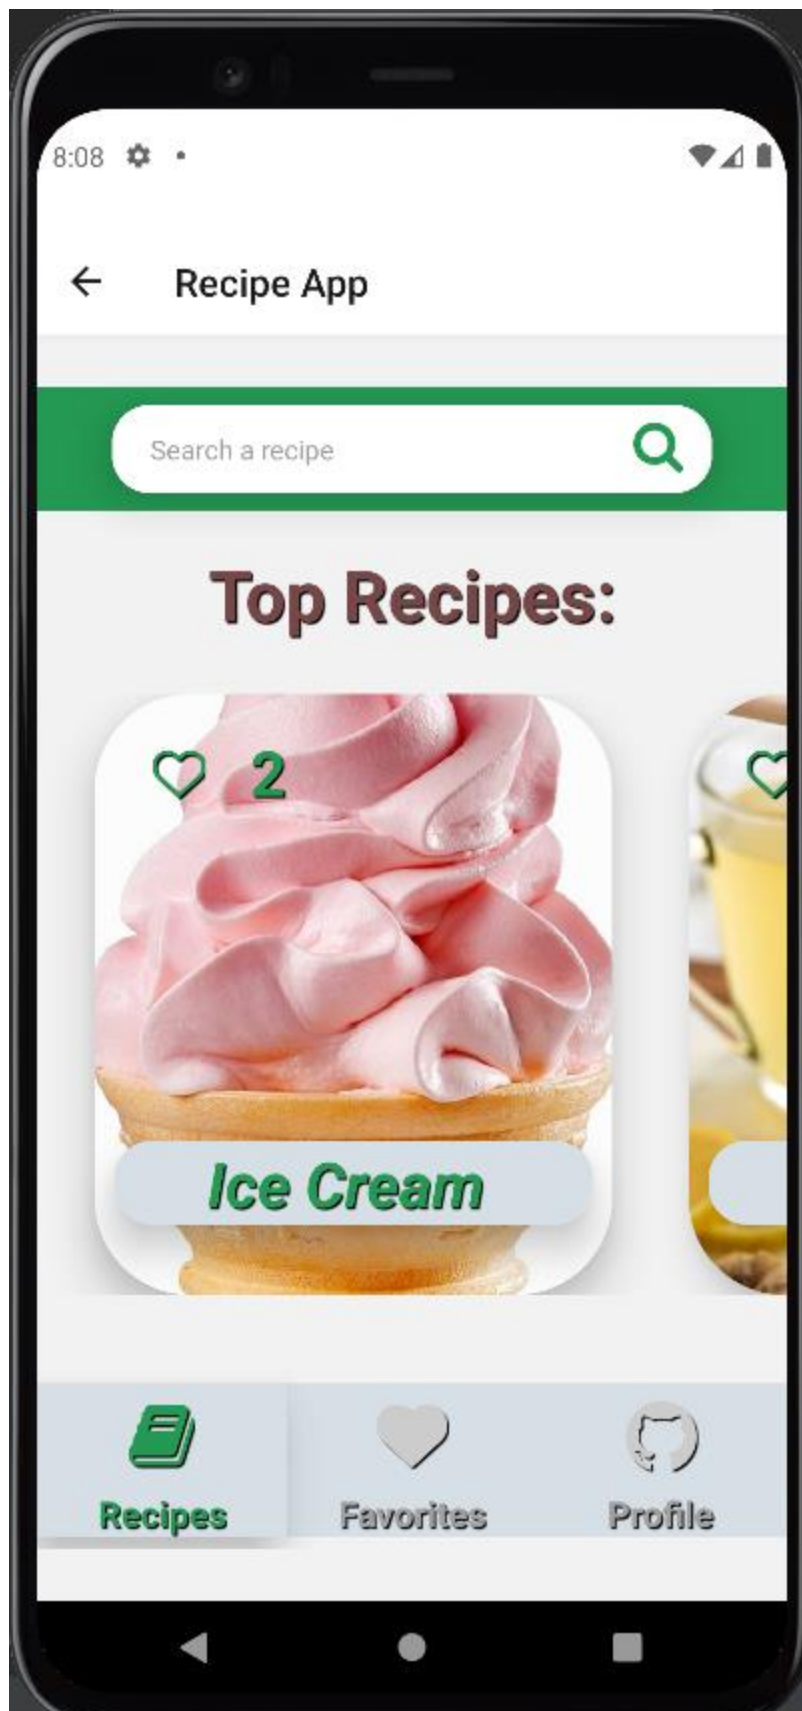 8:08
Recipe App
Search a recipe
Top Recipes:
2
Ice Cream
Recipes
Favorites
Profile